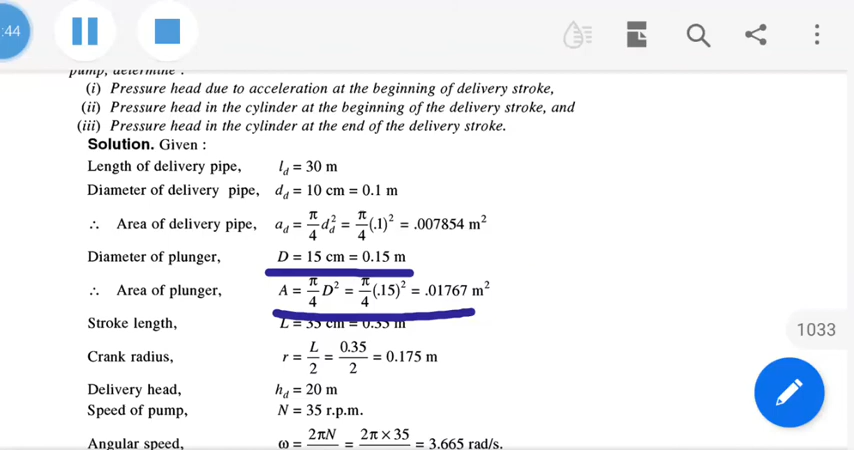 :44
pump, determine :
(i) Pressure head due to acceleration at the beginning of delivery stroke,
(ii) Pressure head in the cylinder at the beginning of the delivery stroke, and
(iii) Pressure head in the cylinder at the end of the delivery stroke.
Solution. Given :
Length of delivery pipe, l_d = 30 m
Diameter of delivery pipe, d_d = 10 cm = 0.1 m
∴ Area of delivery pipe, a_d = π/4 d_d² = π/4 (.1)² = .007854 m²
Diameter of plunger, D = 15 cm = 0.15 m
∴ Area of plunger, A = π/4 D² = π/4 (.15)² = .01767 m²
Stroke length, L = 35 cm = 0.35 m
1033
Crank radius, r = L/2 = 0.35/2 = 0.175 m
Delivery head, h_d = 20 m
Speed of pump, N = 35 r.p.m.
Angular speed, ω = 2πN = 2π × 35 = 3.665 rad/s.